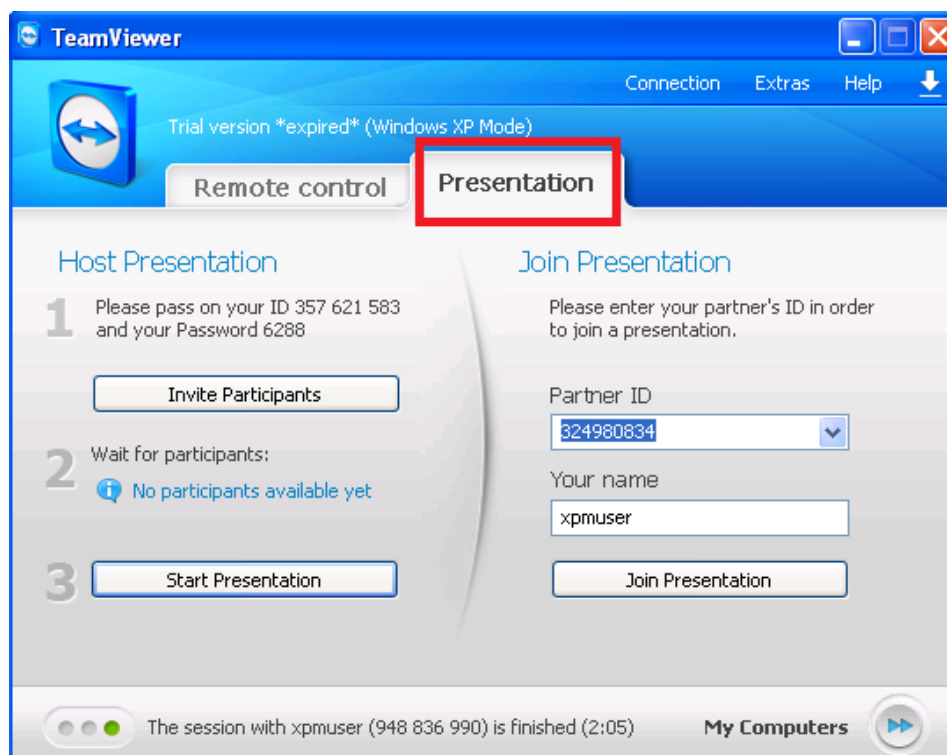 TeamViewer
Connection Extras Help
Trial version *expired* (Windows XP Mode)
Remote control Presentation
Host Presentation
1 Please pass on your ID 357 621 583
and your Password 6288
Invite Participants
2 Wait for participants:
No participants available yet
3 Start Presentation
Join Presentation
Please enter your partner's ID in order
to join a presentation.
Partner ID
324980834
Your name
xpmuser
Join Presentation
The session with xpmuser (948 836 990) is finished (2:05) My Computers